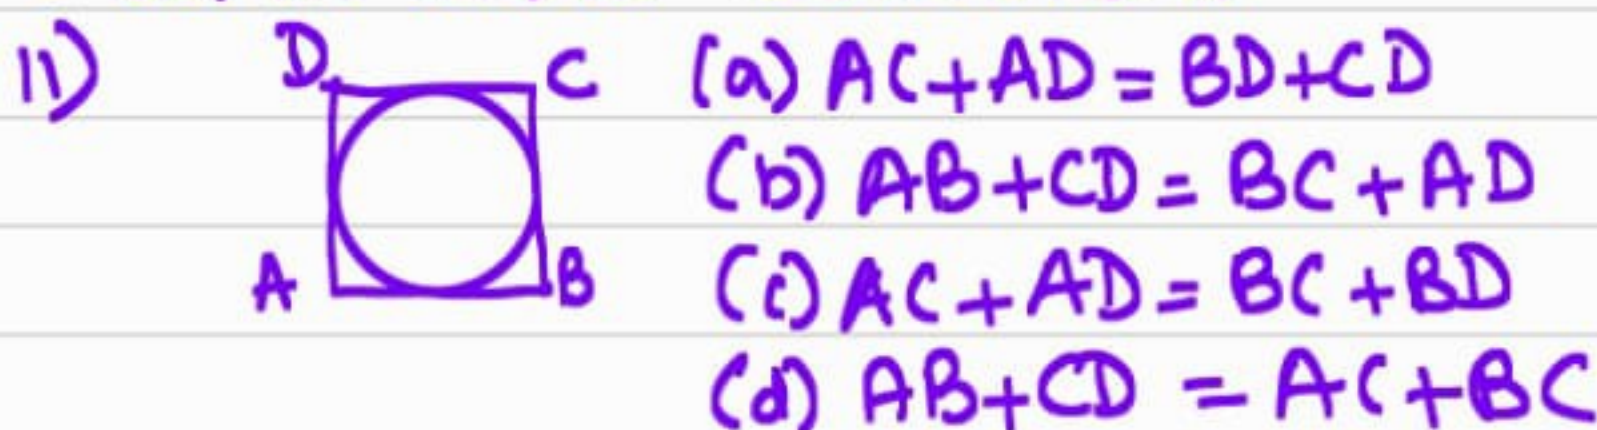 11) D C (a) AC+AD = BD+CD
(b) AB+CD = BC+AD
A B (c) AC+AD = BC+BD
(d) AB+CD = AC+BC